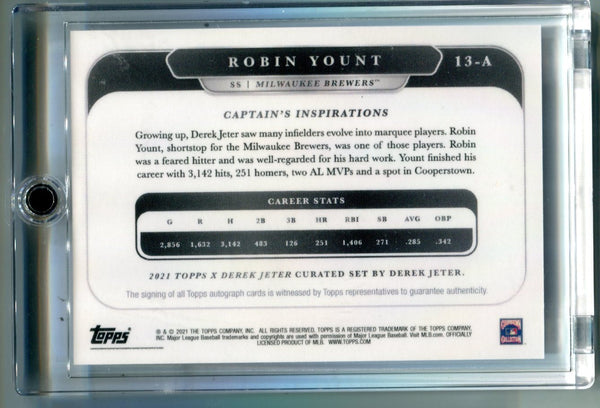 ROBIN YOUNT
13-A
SS | MILWAUKEE BREWERS™
CAPTAIN'S INSPIRATIONS
Growing up, Derek Jeter saw many infielders evolve into marquee players. Robin
Yount, shortstop for the Milwaukee Brewers, was one of those players. Robin
was a feared hitter and was well-regarded for his hard work. Yount finished his
career with 3,142 hits, 251 homers, two AL MVPs and a spot in Cooperstown.
CAREER STATS
G R H 2B 3B HR RBI SB AVG OBP
2,856 1,632 3,142 483 126 251 1,406 271 .285 .342
2021 TOPPS X DEREK JETER CURATED SET BY DEREK JETER.
The signing of all Topps autograph cards is witnessed by Topps representatives to guarantee authenticity.
topps
® & © 2021 THE TOPPS COMPANY, INC. ALL RIGHTS RESERVED. TOPPS IS A REGISTERED TRADEMARK OF THE TOPPS COMPANY,
INC. Major League Baseball trademarks and copyrights are used with permission of Major League Baseball. Visit MLB.com. OFFICIALLY
LICENSED PRODUCT OF MLB. WWW.TOPPS.COM